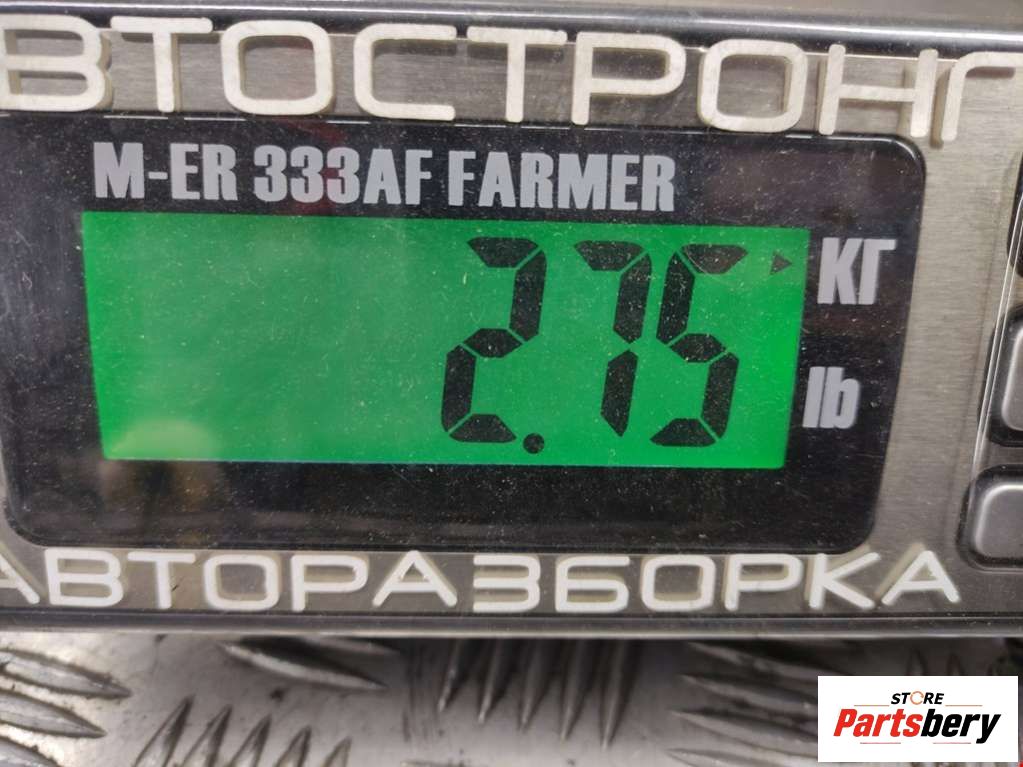 ВТОСТРОНГ
M-ER 333AF FARMER
2.75
КГ
lb
АВТОРАЗБОРКА
STORE
Partsbery